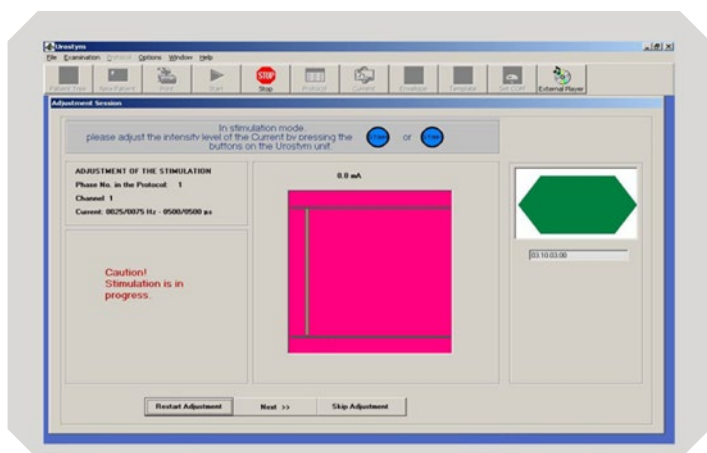 Urostym
File Examination Protocol Options Window Help
Patient Tree New Patient Print Start Stop Protocol Current Envelope Template Set COM External Player
STOP
Adjustment Session
In stimulation mode.
please adjust the intensity level of the Current by pressing the or
buttons on the Urostym unit.
ADJUSTMENT OF THE STIMULATION
Phase No. in the Protocol: 1
Channel 1
Current: 0025/0075 Hz - 0500/0500 µs
0.0 mA
03.10.03.00
Caution!
Stimulation is in
progress.
Restart Adjustment Next >> Skip Adjustment